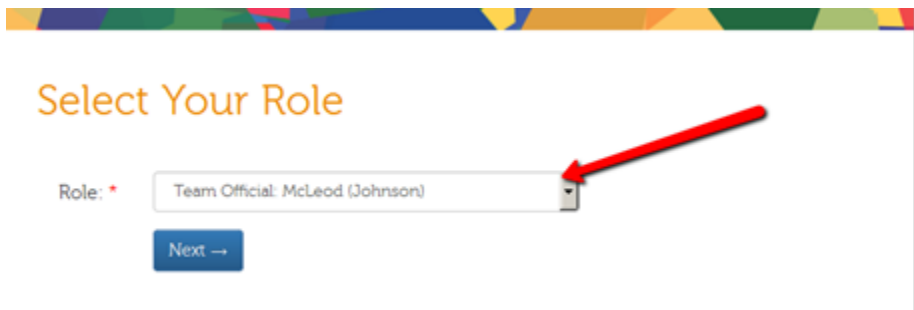 Select Your Role
Role: * Team Official: McLeod (Johnson)
Next →